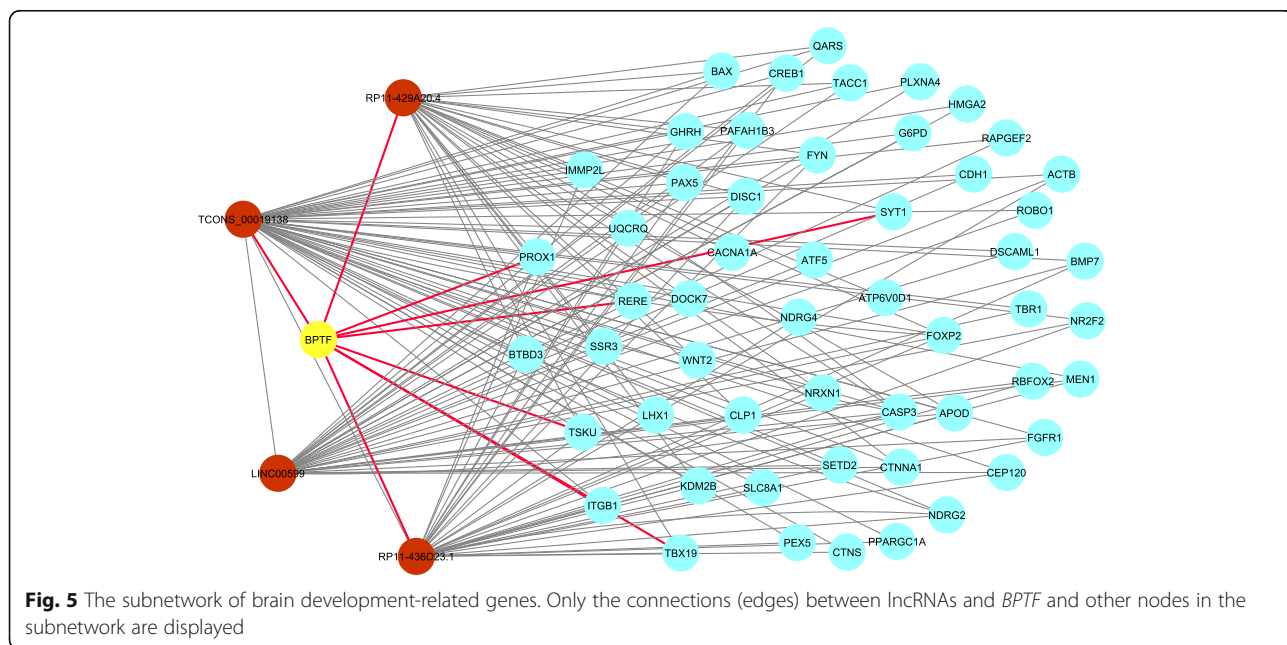 QARS
BAX
CREB1
TACC1
PLXNA4
RP11-429A20.4
HMGA2
GHRH
PAFAH1B3
G6PD
RAPGEF2
FYN
IMMP2L
CDH1
ACTB
PAX5
DISC1
TCONS_00019138
SYT1
ROBO1
UQCRQ
PROX1
CACNA1A
ATF5
DSCAML1
BMP7
RERE
DOCK7
ATP6V0D1
TBR1
NDRG4
NR2F2
BPTF
FOXP2
BTBD3
SSR3
WNT2
RBFOX2
MEN1
NRXN1
LHX1
CLP1
CASP3
APOD
TSKU
FGFR1
LINC00599
SETD2
CTNNA1
CEP120
KDM2B
SLC8A1
ITGB1
NDRG2
RP11-436D23.1
TBX19
PEX5
CTNS
PPARGC1A
Fig. 5 The subnetwork of brain development-related genes. Only the connections (edges) between lncRNAs and BPTF and other nodes in the
subnetwork are displayed